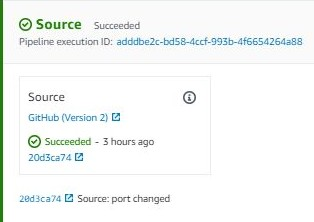 Source Succeeded
Pipeline execution ID: adddbe2c-bd58-4ccf-993b-4f6654264a88
Source
GitHub (Version 2)
Succeeded - 3 hours ago
20d3ca74
20d3ca74 Source: port changed